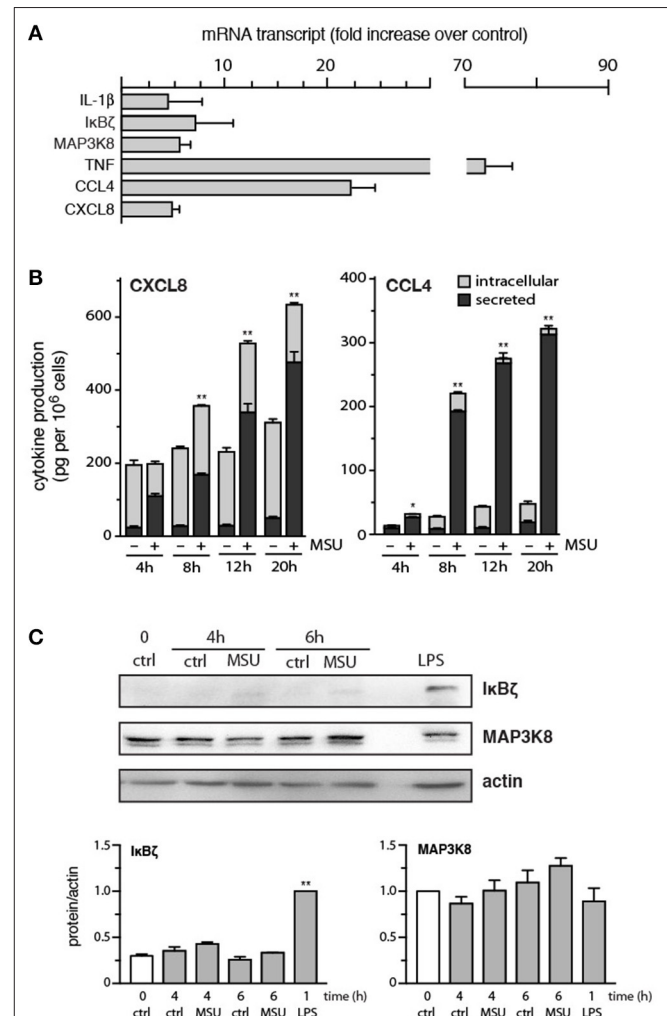 A
mRNA transcript (fold increase over control)
10 20 70 90
IL-1β
IκBζ
MAP3K8
TNF
CCL4
CXCL8
B
CXCL8
600
400
200
0
cytokine production
(pg per 10⁶ cells)
** ** **
– + – + – + – + MSU
4h 8h 12h 20h
CCL4
intracellular
secreted
400
300
200
100
0
* ** ** **
– + – + – + – + MSU
4h 8h 12h 20h
C
0 4h 6h
ctrl ctrl MSU ctrl MSU LPS
IκBζ
MAP3K8
actin
IκBζ
1.5
1.0
0.5
0
protein/actin
**
0 4 4 6 6 1 time (h)
ctrl ctrl MSU ctrl MSU LPS
MAP3K8
1.5
1.0
0.5
0
0 4 4 6 6 1 time (h)
ctrl ctrl MSU ctrl MSU LPS